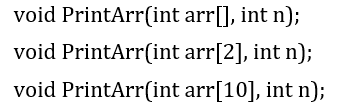 void PrintArr(int arr[], int n);
void PrintArr(int arr[2], int n);
void PrintArr(int arr[10], int n);